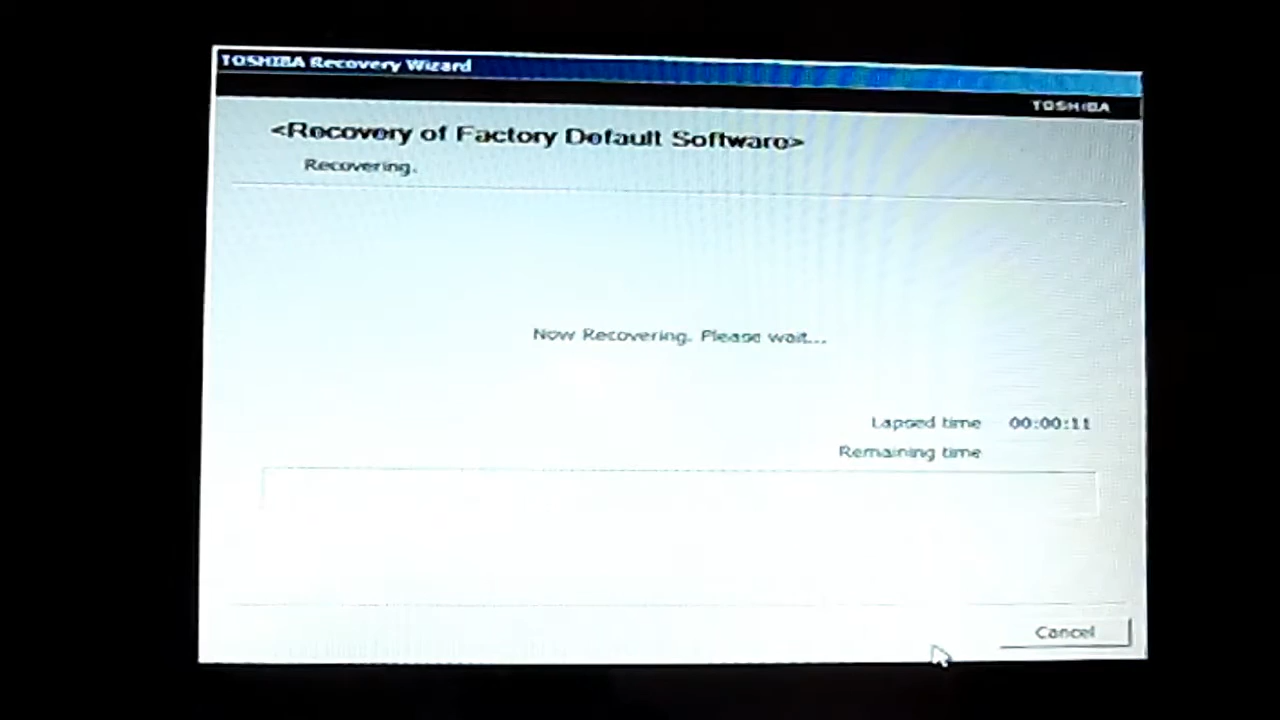 TOSHIBA Recovery Wizard
TOSHIBA
<Recovery of Factory Default Software>
Recovering.
Now Recovering. Please wait...
Lapsed time 00:00:11
Remaining time
Cancel